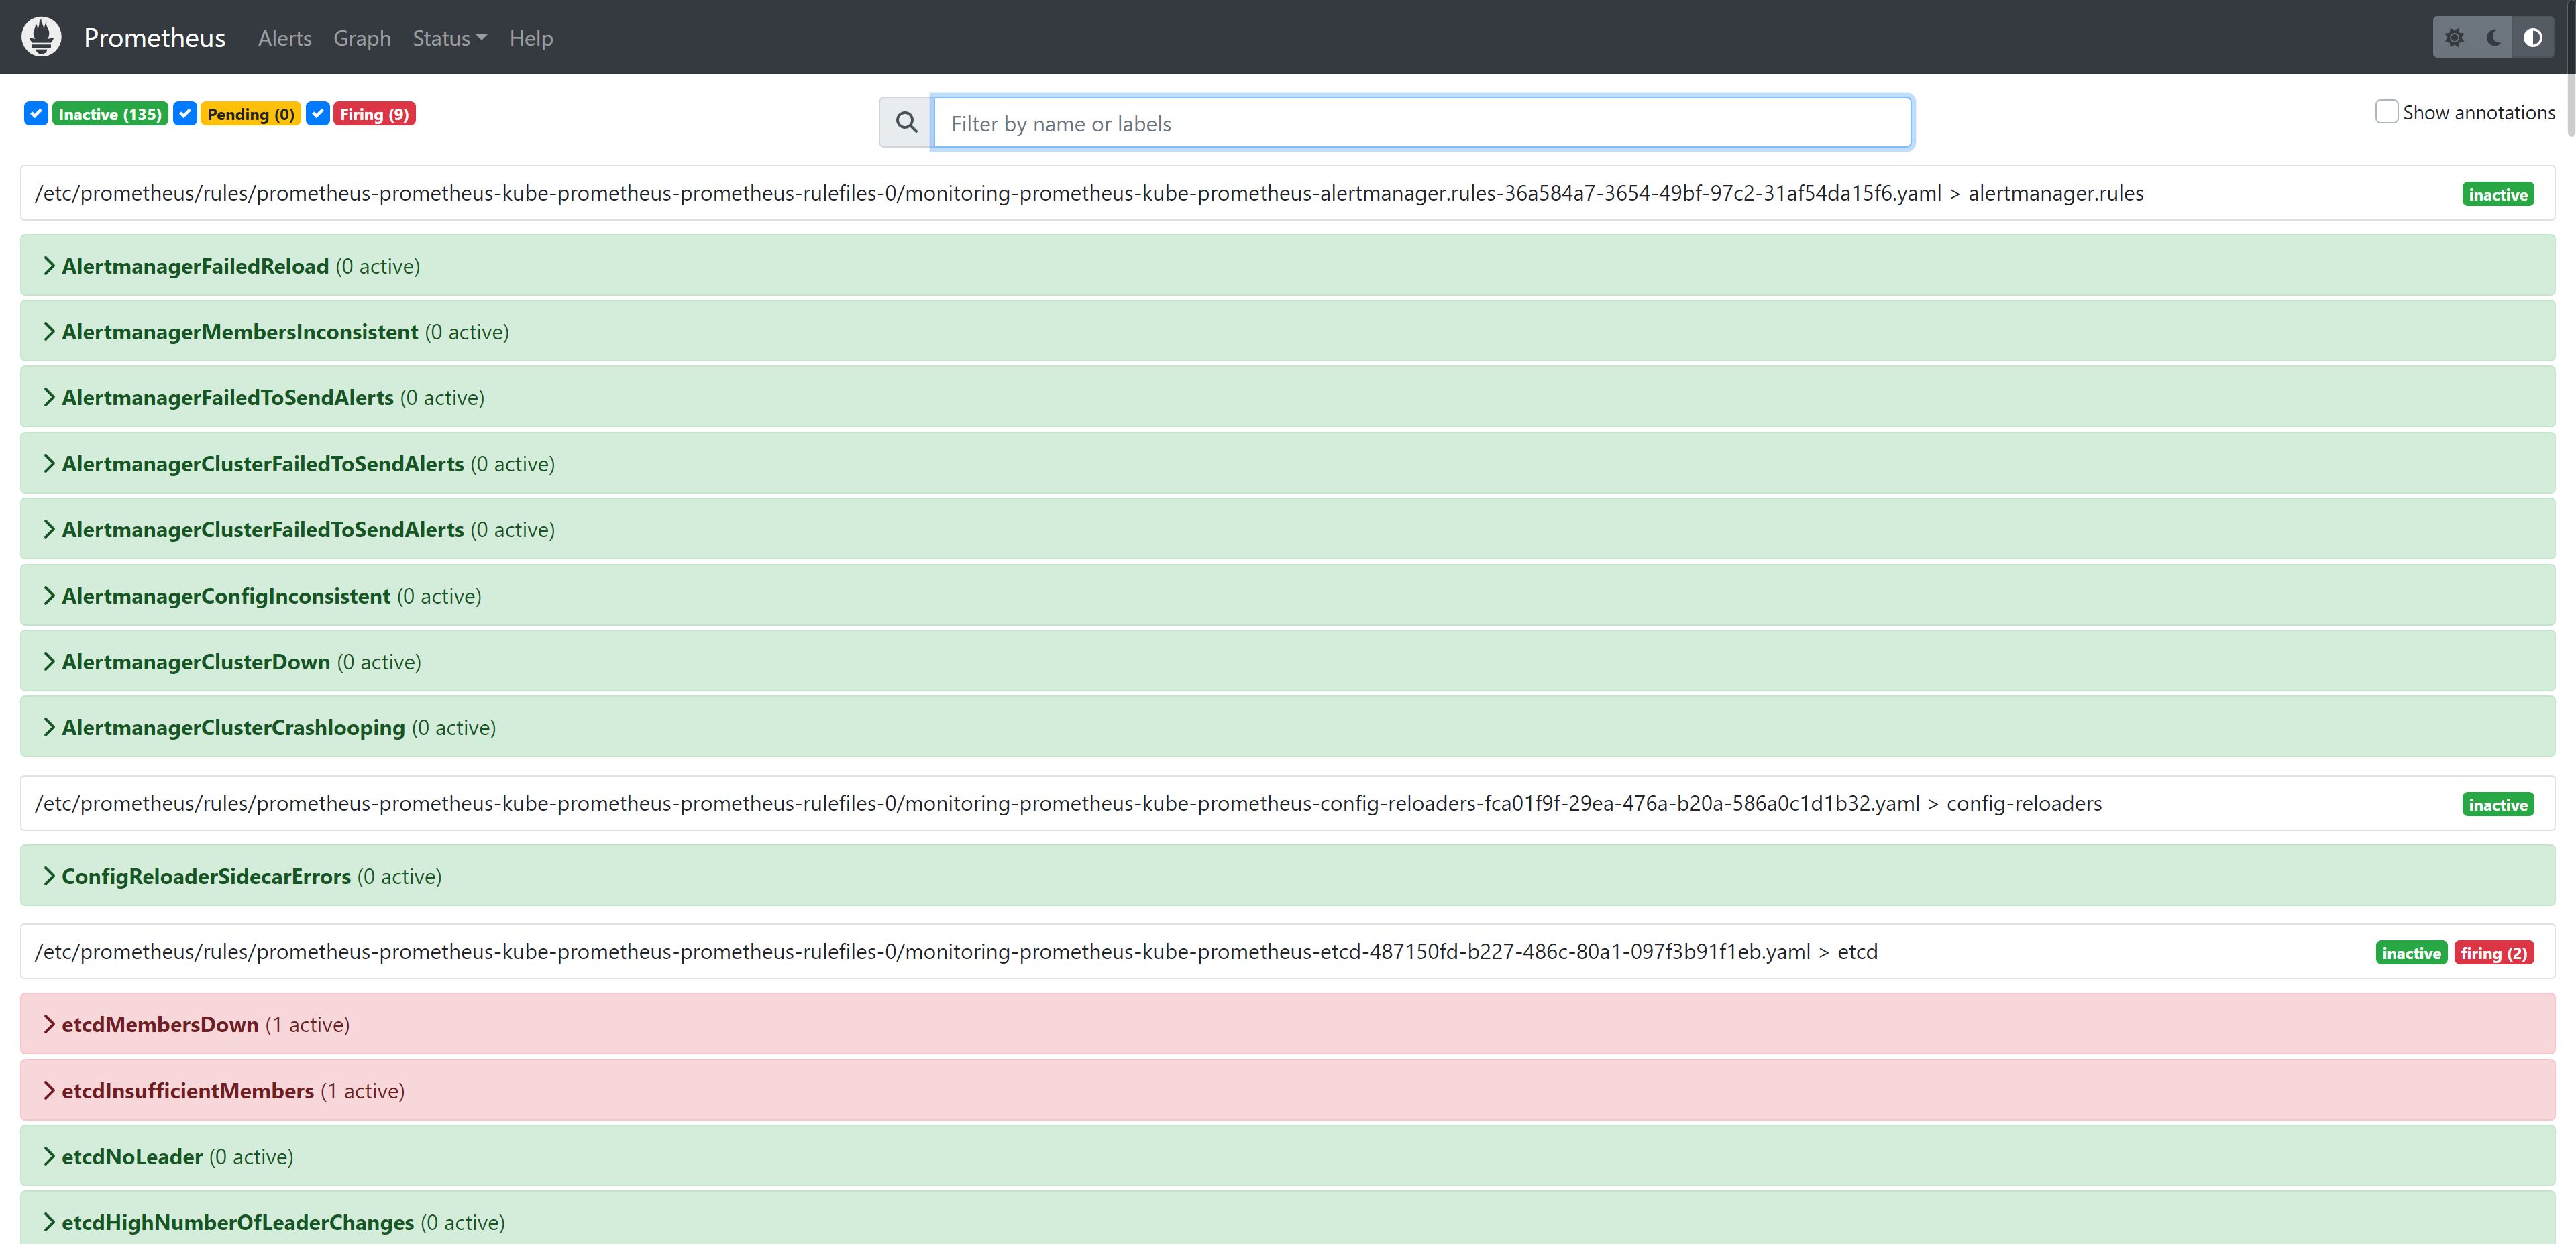 Prometheus Alerts Graph Status Help
Inactive (135) Pending (0) Firing (9) Filter by name or labels Show annotations
/etc/prometheus/rules/prometheus-prometheus-kube-prometheus-prometheus-rulefiles-0/monitoring-prometheus-kube-prometheus-alertmanager.rules-36a584a7-3654-49bf-97c2-31af54da15f6.yaml > alertmanager.rules inactive
AlertmanagerFailedReload (0 active)
AlertmanagerMembersInconsistent (0 active)
AlertmanagerFailedToSendAlerts (0 active)
AlertmanagerClusterFailedToSendAlerts (0 active)
AlertmanagerClusterFailedToSendAlerts (0 active)
AlertmanagerConfigInconsistent (0 active)
AlertmanagerClusterDown (0 active)
AlertmanagerClusterCrashlooping (0 active)
/etc/prometheus/rules/prometheus-prometheus-kube-prometheus-prometheus-rulefiles-0/monitoring-prometheus-kube-prometheus-config-reloaders-fca01f9f-29ea-476a-b20a-586a0c1d1b32.yaml > config-reloaders inactive
ConfigReloaderSidecarErrors (0 active)
/etc/prometheus/rules/prometheus-prometheus-kube-prometheus-prometheus-rulefiles-0/monitoring-prometheus-kube-prometheus-etcd-487150fd-b227-486c-80a1-097f3b91f1eb.yaml > etcd inactive firing (2)
etcdMembersDown (1 active)
etcdInsufficientMembers (1 active)
etcdNoLeader (0 active)
etcdHighNumberOfLeaderChanges (0 active)